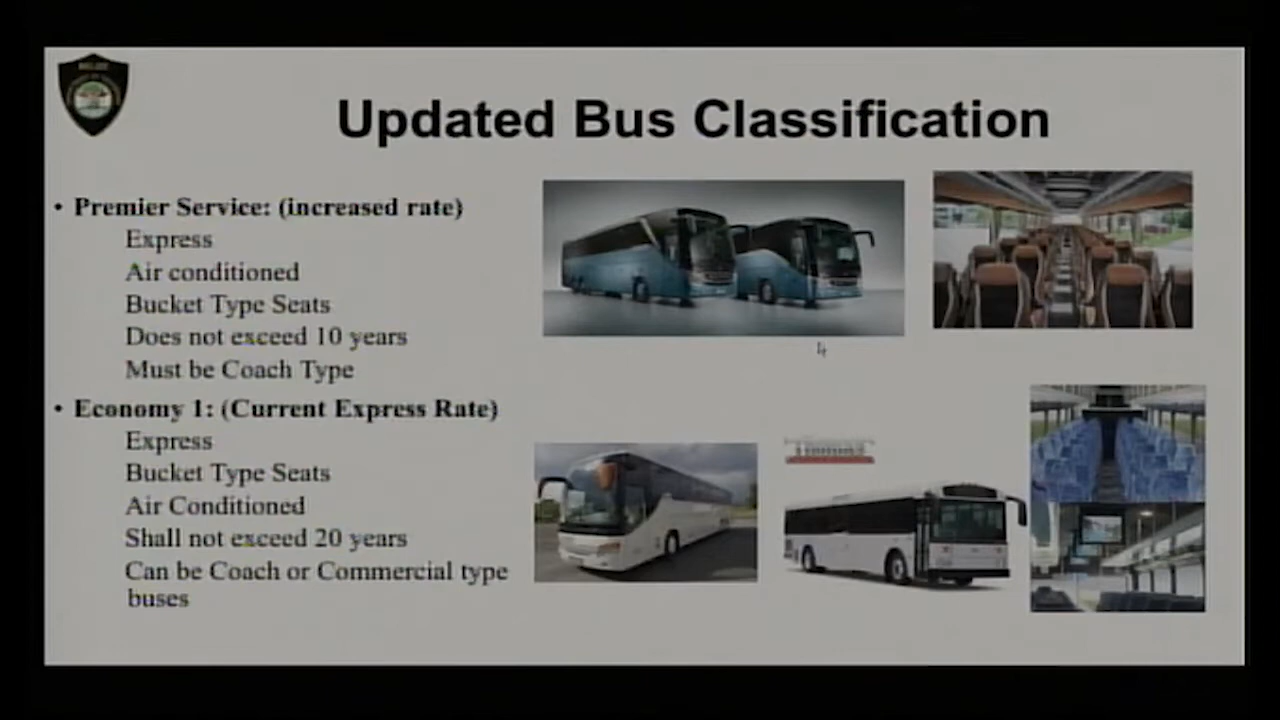 Updated Bus Classification
• Premier Service: (increased rate)
Express
Air conditioned
Bucket Type Seats
Does not exceed 10 years
Must be Coach Type
• Economy 1: (Current Express Rate)
Express
Bucket Type Seats
Air Conditioned
Shall not exceed 20 years
Can be Coach or Commercial type
buses